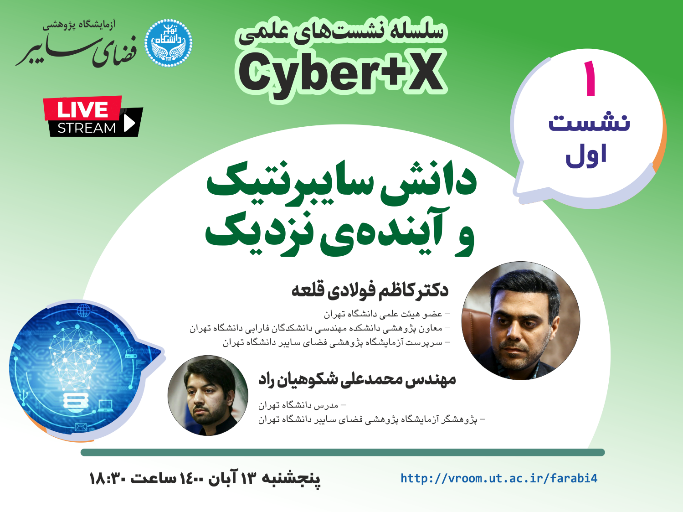 آزمایشگاه پژوهشی
فضای سایبر
سلسله نشست‌های علمی
Cyber+X
LIVE
STREAM
۱
نشست
اول
دانش سایبرنتیک
و آینده‌ی نزدیک
دکتر کاظم فولادی قلعه
– عضو هیئت علمی دانشگاه تهران
– معاون پژوهشی دانشکده مهندسی دانشکدگان فارابی دانشگاه تهران
– سرپرست آزمایشگاه پژوهشی فضای سایبر دانشگاه تهران
مهندس محمدعلی شکوهیان راد
– مدرس دانشگاه تهران
– پژوهشگر آزمایشگاه پژوهشی فضای سایبر دانشگاه تهران
پنجشنبه ۱۳ آبان ۱۴۰۰ ساعت ۱۸:۳۰
http://vroom.ut.ac.ir/farabi4